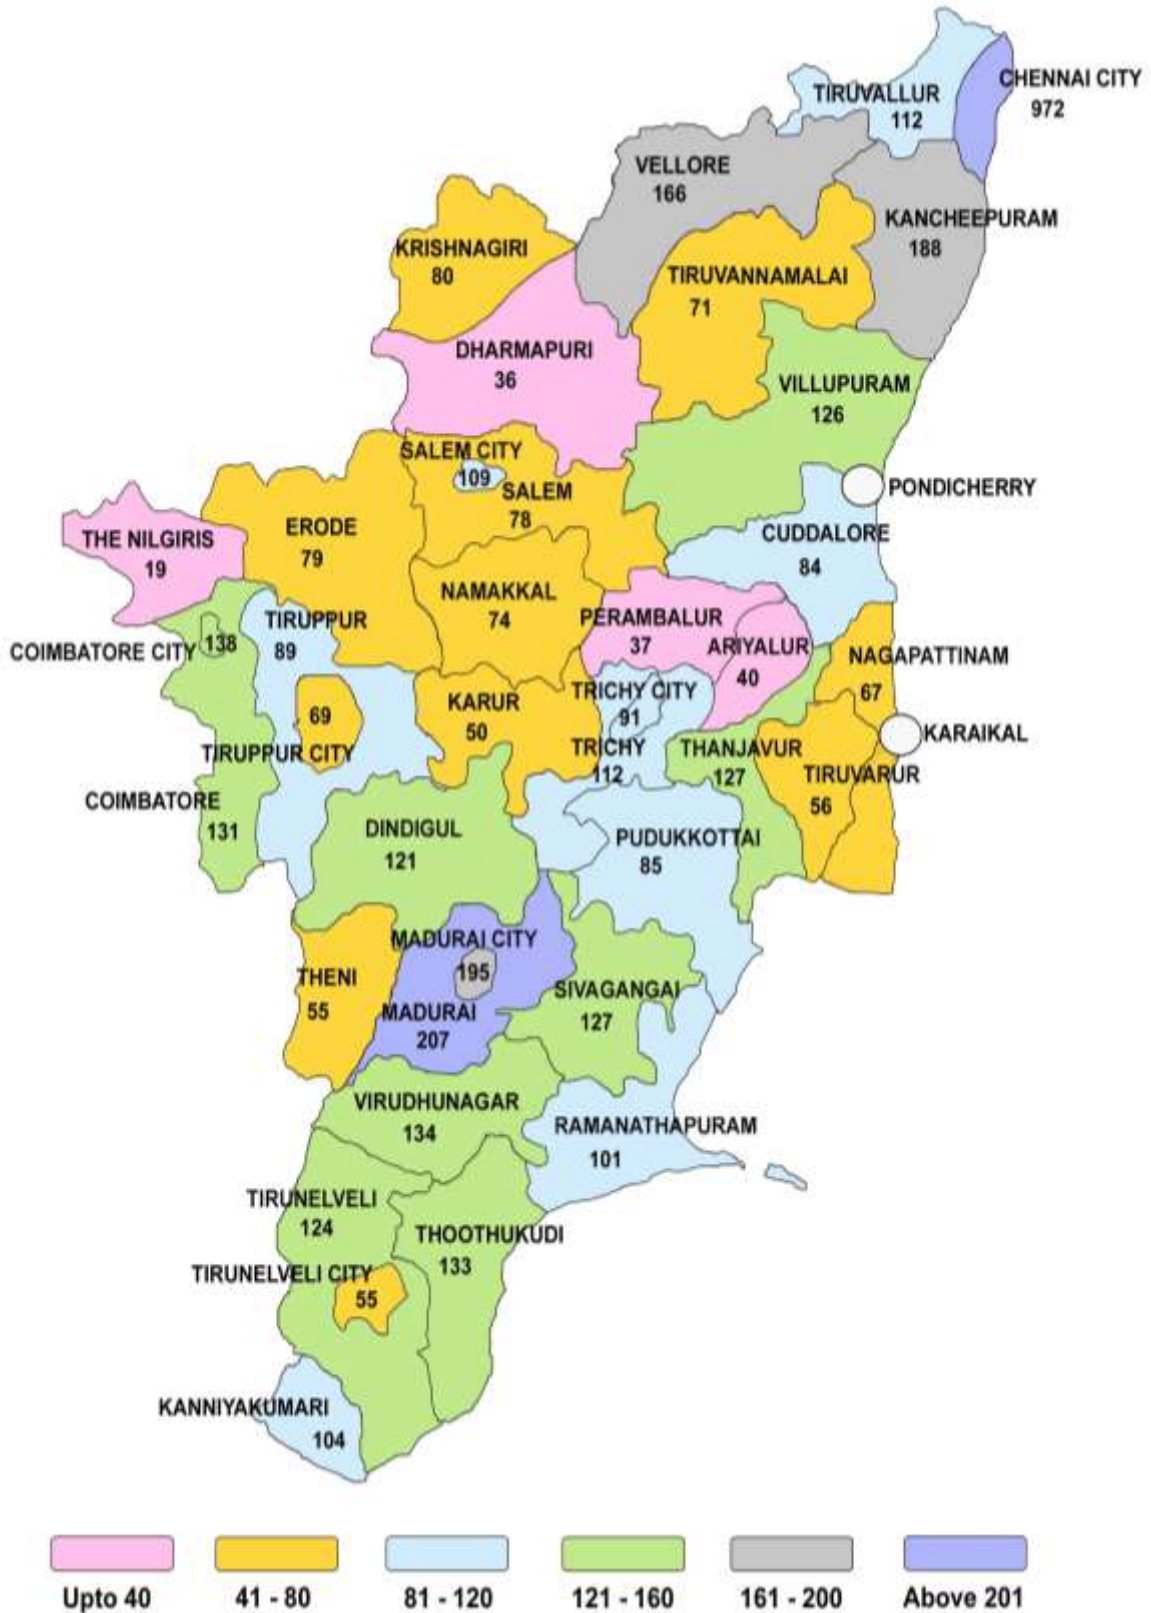 CHENNAI CITY
972
TIRUVALLUR
112
VELLORE
166
KANCHEEPURAM
188
KRISHNAGIRI
80
TIRUVANNAMALAI
71
DHARMAPURI
36
VILLUPURAM
126
SALEM CITY
109
SALEM
78
PONDICHERRY
THE NILGIRIS
19
ERODE
79
CUDDALORE
84
NAMAKKAL
74
PERAMBALUR
37
ARIYALUR
40
TIRUPPUR
89
COIMBATORE CITY
138
NAGAPATTINAM
67
KARUR
50
TRICHY CITY
91
69
TIRUPPUR CITY
TRICHY
112
THANJAVUR
127
KARAIKAL
TIRUVARUR
56
COIMBATORE
131
DINDIGUL
121
PUDUKKOTTAI
85
MADURAI CITY
195
THENI
55
MADURAI
207
SIVAGANGAI
127
VIRUDHUNAGAR
134
RAMANATHAPURAM
101
TIRUNELVELI
124
THOOTHUKUDI
133
TIRUNELVELI CITY
55
KANNIYAKUMARI
104
Upto 40
41 - 80
81 - 120
121 - 160
161 - 200
Above 201